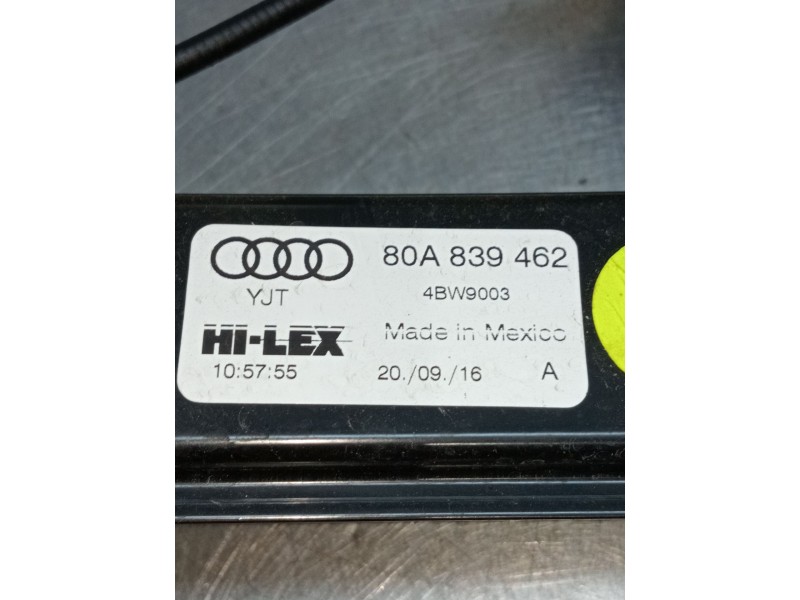 80A 839 462
YJT 4BW9003
HI-LEX Made in Mexico
10:57:55 20./09./16 A